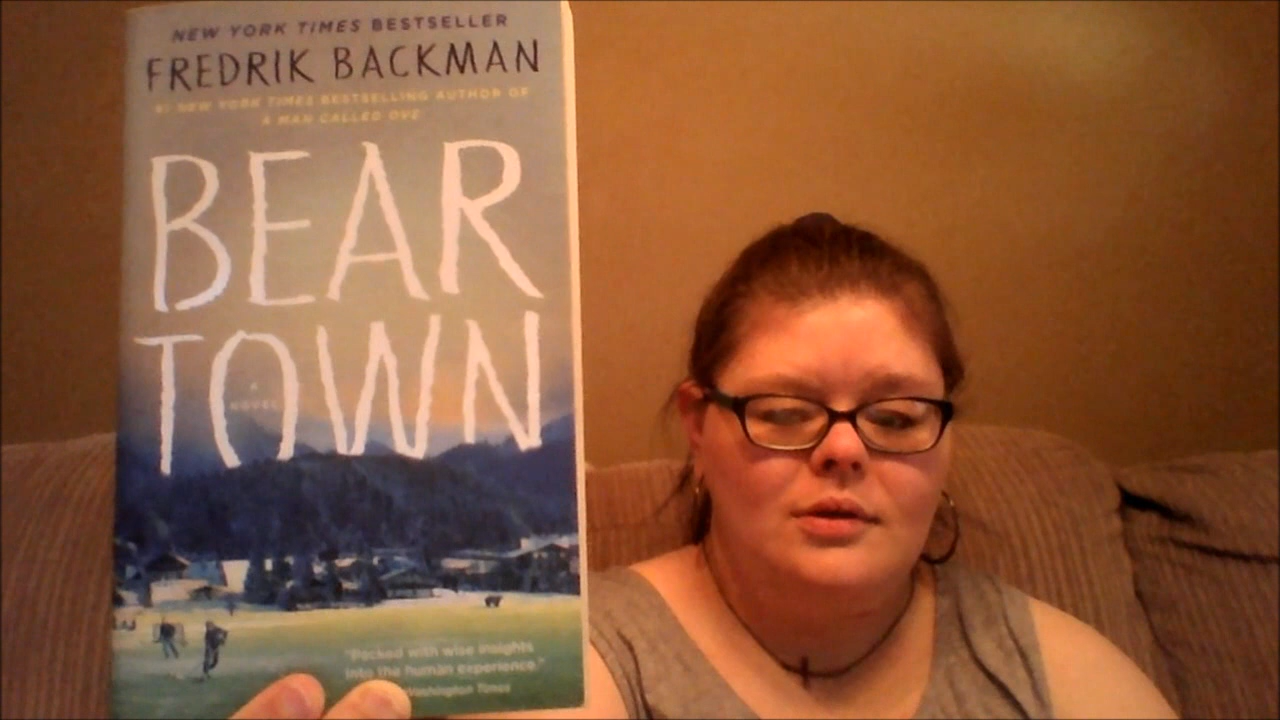 NEW YORK TIMES BESTSELLER
FREDRIK BACKMAN
#1 NEW YORK TIMES BESTSELLING AUTHOR OF
A MAN CALLED OVE
BEAR
TOWN
A
NOVEL
"Packed with wise insights
into the human experience."
Washington Times